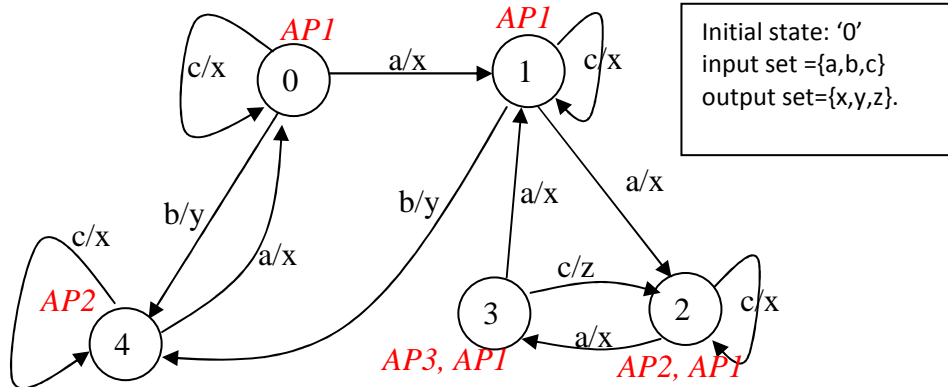 AP1
AP1
Initial state: ‘0’
input set ={a,b,c}
output set={x,y,z}.
c/x
0
a/x
1
c/x
b/y
a/x
b/y
a/x
a/x
c/x
AP2
4
3
c/z
2
c/x
a/x
AP3, AP1
AP2, AP1